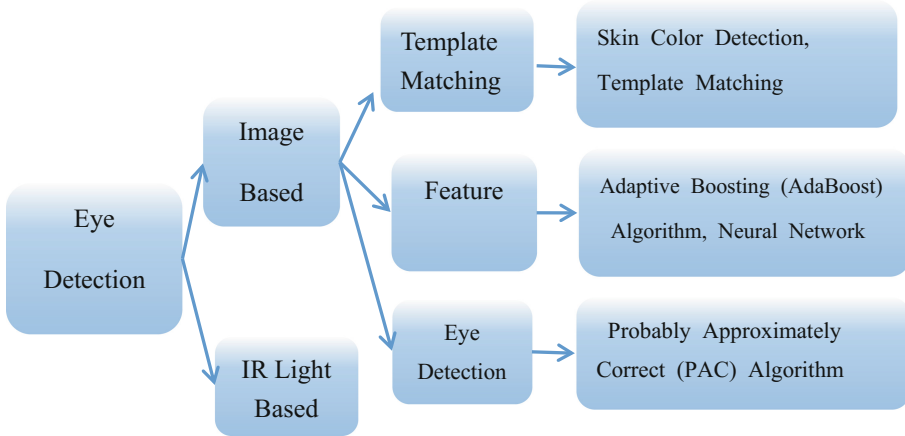 Eye
Detection
Image
Based
IR Light
Based
Template
Matching
Skin Color Detection,
Template Matching
Feature
Adaptive Boosting (AdaBoost)
Algorithm, Neural Network
Eye
Detection
Probably Approximately
Correct (PAC) Algorithm